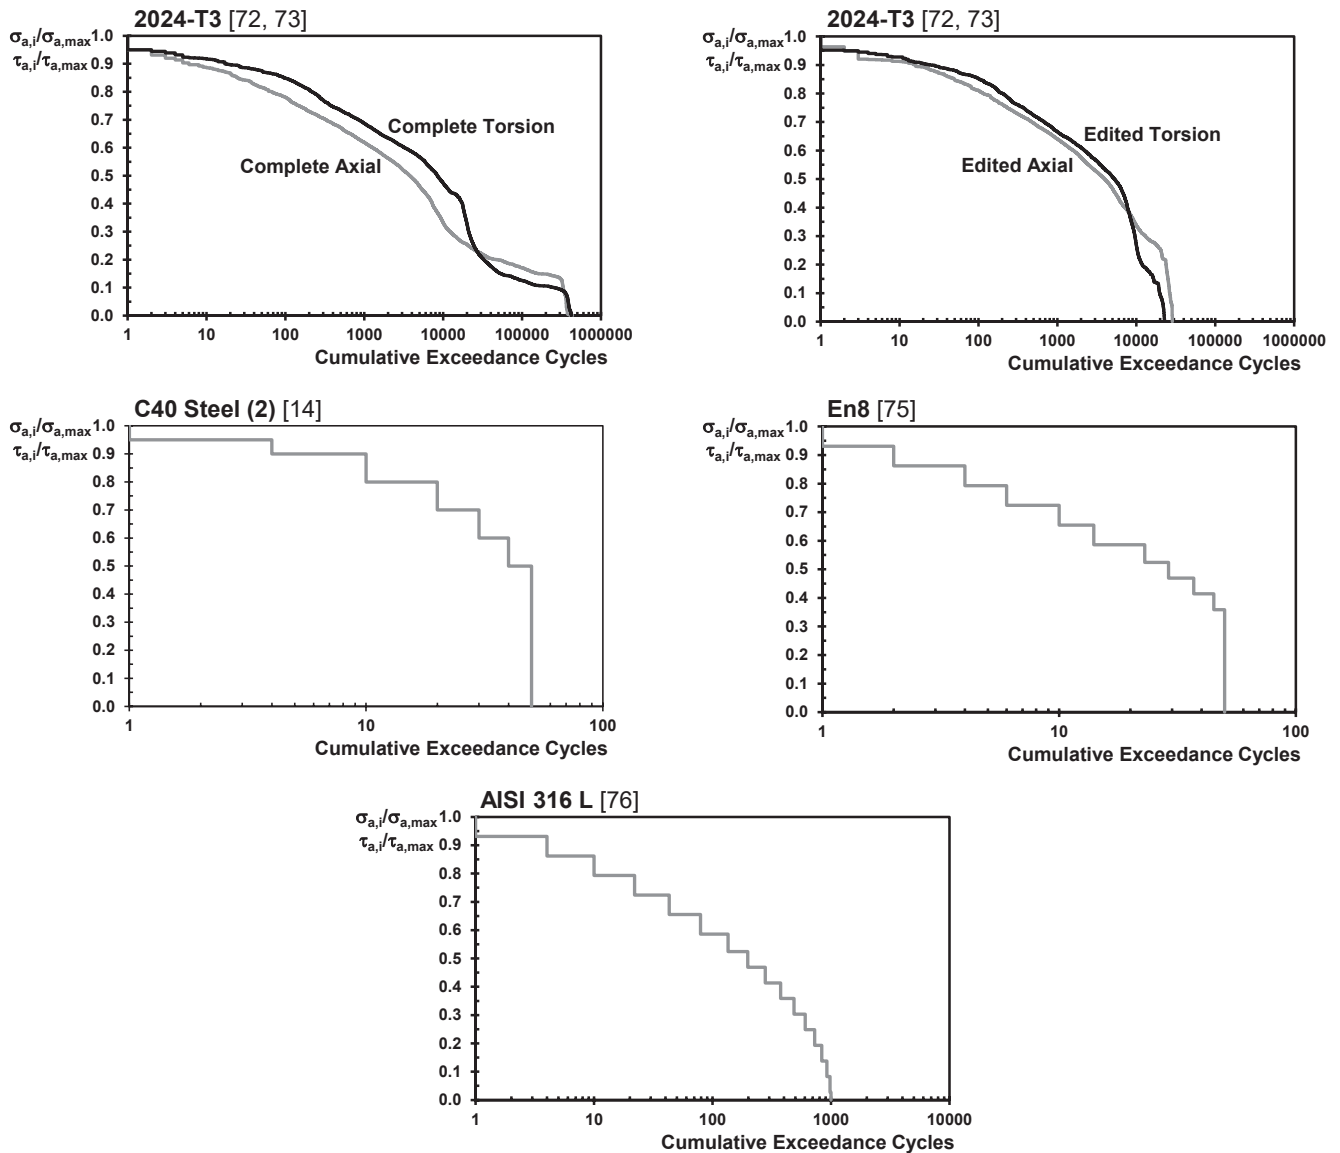 2024-T3 [72, 73]
σa,i/σa,max 1.0
τa,i/τa,max 0.9
0.8
0.7
0.6
0.5
0.4
0.3
0.2
0.1
0.0
Complete Torsion
Complete Axial
1 10 100 1000 10000 100000 1000000
Cumulative Exceedance Cycles
2024-T3 [72, 73]
σa,i/σa,max 1.0
τa,i/τa,max 0.9
0.8
0.7
0.6
0.5
0.4
0.3
0.2
0.1
0.0
Edited Torsion
Edited Axial
1 10 100 1000 10000 100000 1000000
Cumulative Exceedance Cycles
C40 Steel (2) [14]
σa,i/σa,max 1.0
τa,i/τa,max 0.9
0.8
0.7
0.6
0.5
0.4
0.3
0.2
0.1
0.0
1 10 100
Cumulative Exceedance Cycles
En8 [75]
σa,i/σa,max 1.0
τa,i/τa,max 0.9
0.8
0.7
0.6
0.5
0.4
0.3
0.2
0.1
0.0
1 10 100
Cumulative Exceedance Cycles
AISI 316 L [76]
σa,i/σa,max 1.0
τa,i/τa,max 0.9
0.8
0.7
0.6
0.5
0.4
0.3
0.2
0.1
0.0
1 10 100 1000 10000
Cumulative Exceedance Cycles